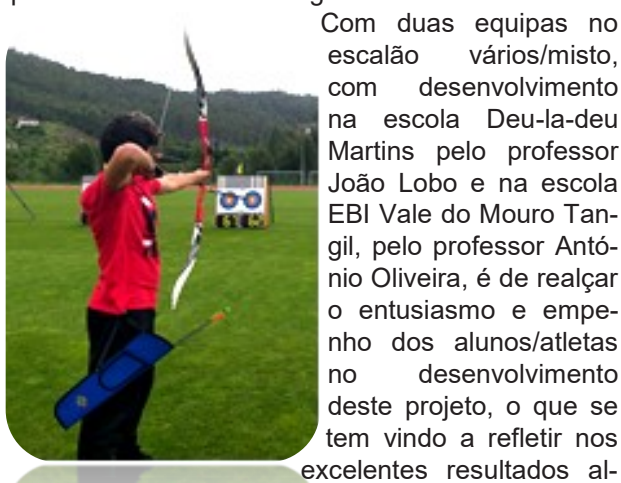 Com duas equipas no
escalão vários/misto,
com desenvolvimento
na escola Deu-la-deu
Martins pelo professor
João Lobo e na escola
EBI Vale do Mouro Tan-
gil, pelo professor Antó-
nio Oliveira, é de realçar
o entusiasmo e empe-
nho dos alunos/atletas
no desenvolvimento
deste projeto, o que se
tem vindo a refletir nos
excelentes resultados al-